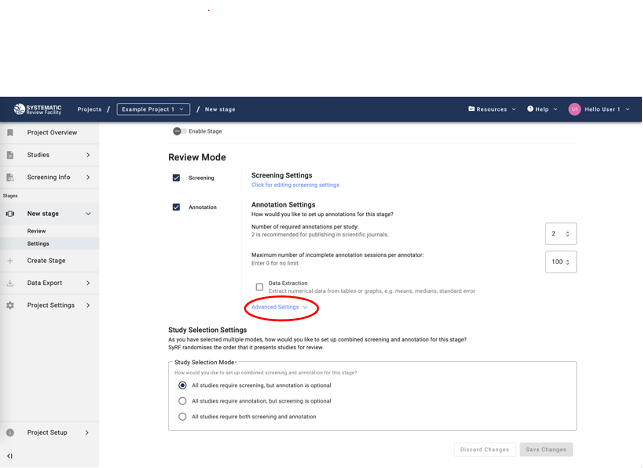 SYSTEMATIC
Review Facility
Projects / Example Project 1 / New stage
Resources
Help
U1
Hello User 1
Project Overview
Studies
Screening Info
Stages
New stage
Review
Settings
Create Stage
Data Export
Project Settings
Project Setup
Enable Stage
Review Mode
Screening
Screening Settings
Click for editing screening settings
Annotation
Annotation Settings
How would you like to set up annotations for this stage?
Number of required annotations per study:
2 is recommended for publishing in scientific journals.
2
Maximum number of incomplete annotation sessions per annotator:
Enter 0 for no limit.
100
Data Extraction
Extract numerical data from tables or graphs, e.g. means, medians, standard error
Advanced Settings
Study Selection Settings
As you have selected multiple modes, how would you like to set up combined screening and annotation for this stage?
SyRF randomises the order that it presents studies for review.
Study Selection Mode*
How would you like to set up combined screening and annotation for this stage?
All studies require screening, but annotation is optional
All studies require annotation, but screening is optional
All studies require both screening and annotation
Discard Changes
Save Changes